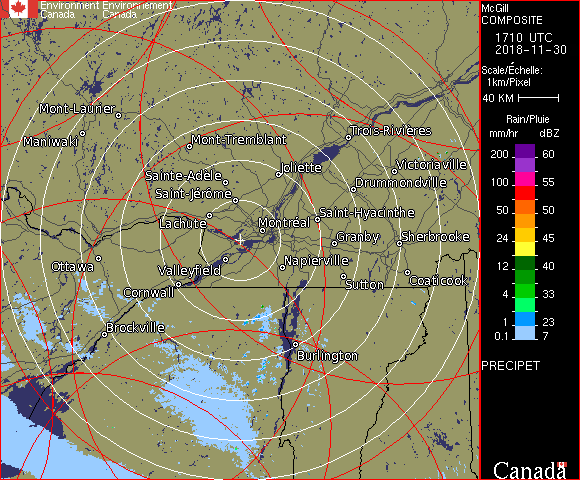 Environment Environnement
Canada Canada
McGill
COMPOSITE
1710 UTC
2018-11-30
Scale/Échelle:
1km/Pixel
40 KM
Rain/Pluie
mm/hr dBZ
200 60
55
100 55
50 50
24 45
12 40
4 33
1 23
0.1 7
PRECIPET
Canada
Mont-Laurier
Maniwaki
Mont-Tremblant
Trois-Rivières
Sainte-Adèle
Joliette
Victoriaville
Saint-Jérôme
Drummondville
Lachute
Montréal
Saint-Hyacinthe
Granby
Sherbrooke
Ottawa
Valleyfield
Napierville
Cornwall
Sutton
Coaticook
Brockville
Burlington